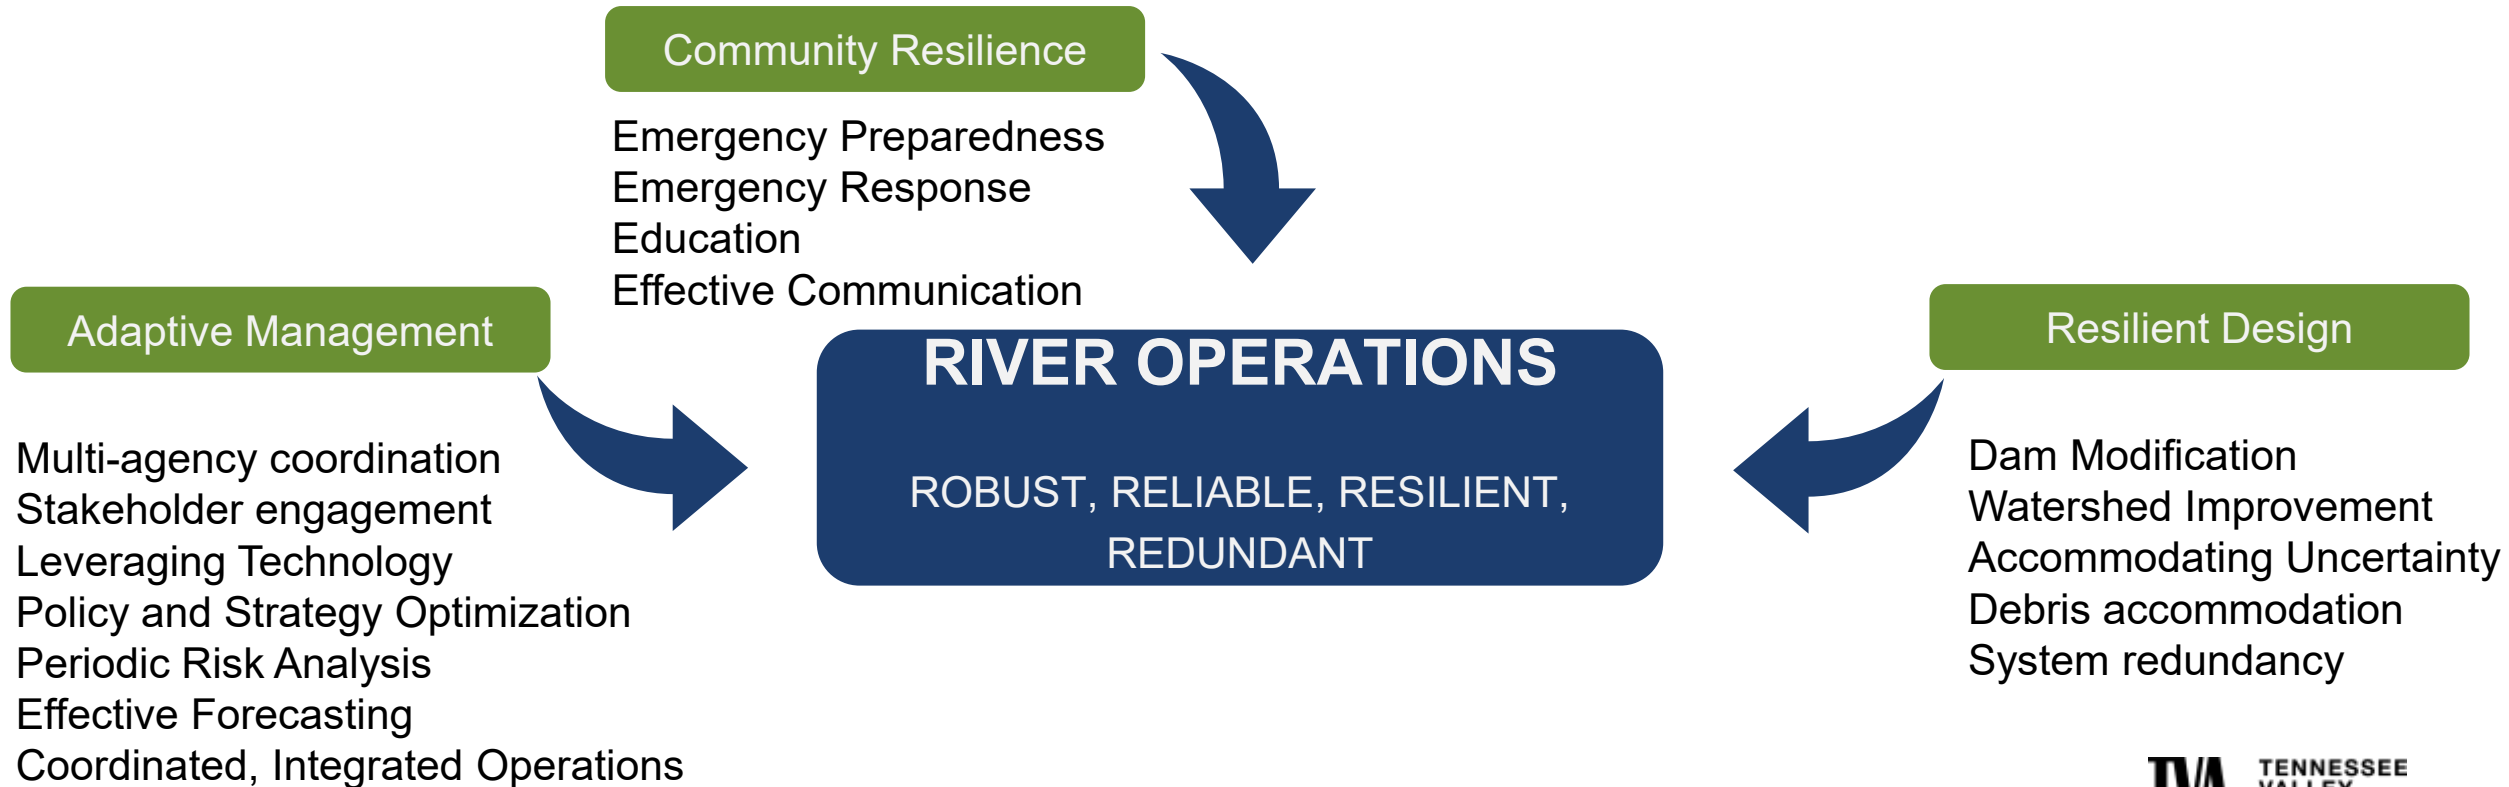 Community Resilience
Emergency Preparedness
Emergency Response
Education
Effective Communication
Adaptive Management
Multi-agency coordination
Stakeholder engagement
Leveraging Technology
Policy and Strategy Optimization
Periodic Risk Analysis
Effective Forecasting
Coordinated, Integrated Operations
RIVER OPERATIONS
ROBUST, RELIABLE, RESILIENT,
REDUNDANT
Resilient Design
Dam Modification
Watershed Improvement
Accommodating Uncertainty
Debris accommodation
System redundancy
TVA
TENNESSEE
VALLEY